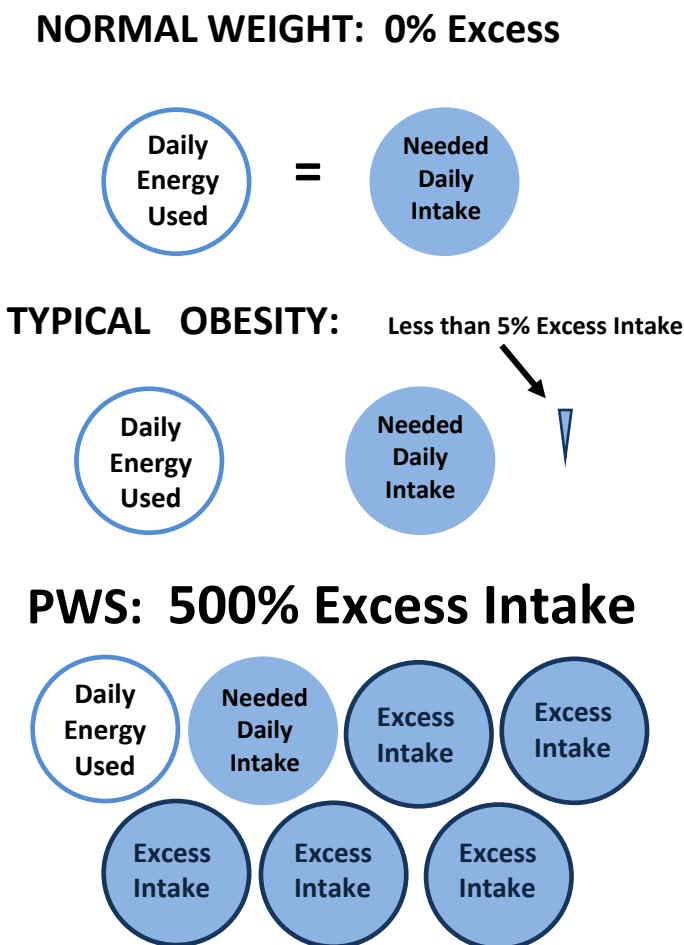 NORMAL WEIGHT: 0% Excess
Daily
Energy
Used
=
Needed
Daily
Intake
TYPICAL OBESITY:
Less than 5% Excess Intake
Daily
Energy
Used
Needed
Daily
Intake
PWS: 500% Excess Intake
Daily
Energy
Used
Needed
Daily
Intake
Excess
Intake
Excess
Intake
Excess
Intake
Excess
Intake
Excess
Intake